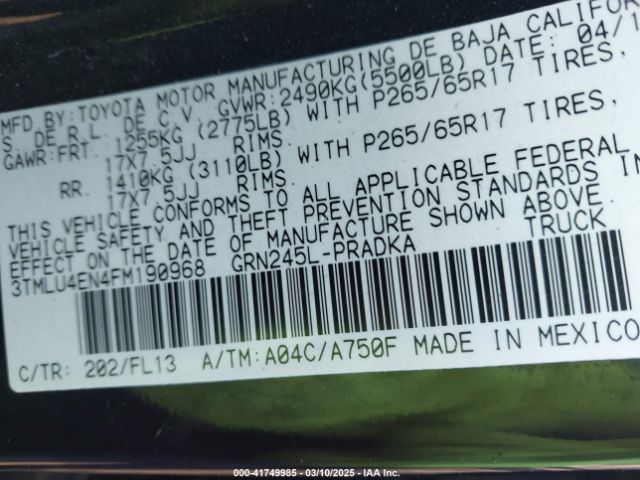 MFD BY: TOYOTA MOTOR MANUFACTURING DE BAJA CALIFOR
S. DE R.L. DE C.V. GVWR:2490KG(5500LB) DATE: 04/1
GAWR:FRT. 1255KG (2775LB) WITH P265/65R17 TIRES,
17X7.5JJ RIMS.
RR. 1410KG (3110LB) WITH P265/65R17 TIRES,
17X7.5JJ RIMS.
THIS VEHICLE CONFORMS TO ALL APPLICABLE FEDERAL
VEHICLE SAFETY AND THEFT PREVENTION STANDARDS IN
EFFECT ON THE DATE OF MANUFACTURE SHOWN ABOVE.
3TMLU4EN4FM190968 GRN245L-PRADKA TRUCK
C/TR: 202/FL13 A/TM:A04C/A750F MADE IN MEXICO
000-41749985 - 03/10/2025 - IAA Inc.